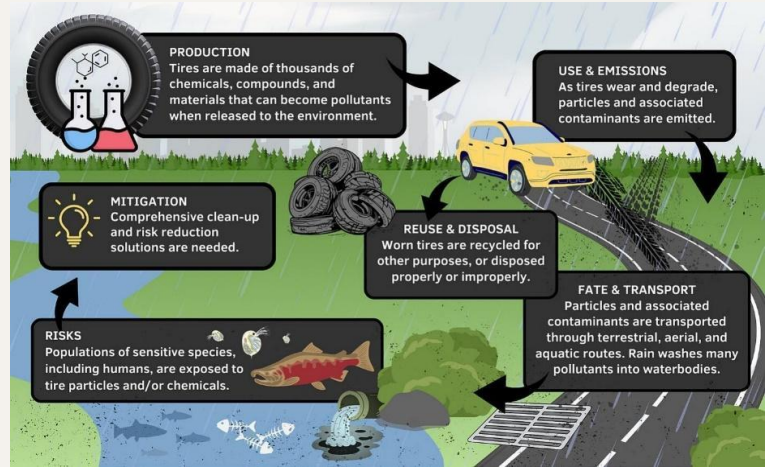 PRODUCTION
Tires are made of thousands of
chemicals, compounds, and
materials that can become pollutants
when released to the environment.
USE & EMISSIONS
As tires wear and degrade,
particles and associated
contaminants are emitted.
REUSE & DISPOSAL
Worn tires are recycled for
other purposes, or disposed
properly or improperly.
FATE & TRANSPORT
Particles and associated
contaminants are transported
through terrestrial, aerial, and
aquatic routes. Rain washes many
pollutants into waterbodies.
RISKS
Populations of sensitive species,
including humans, are exposed to
tire particles and/or chemicals.
MITIGATION
Comprehensive clean-up
and risk reduction
solutions are needed.